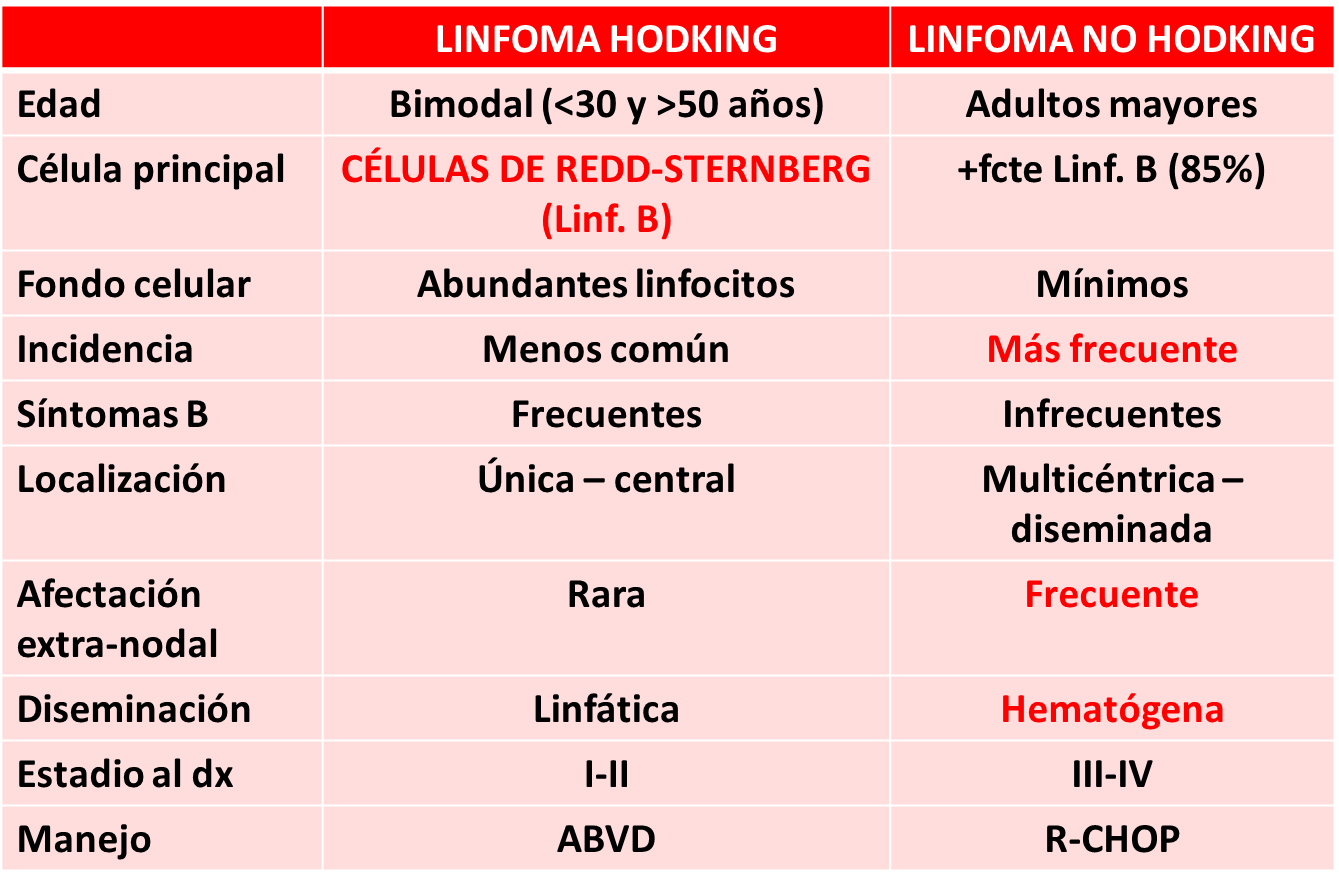 LINFOMA HODKING
LINFOMA NO HODKING
Edad
Bimodal (<30 y >50 años)
Adultos mayores
Célula principal
CÉLULAS DE REDD-STERNBERG
(Linf. B)
+fcte Linf. B (85%)
Fondo celular
Abundantes linfocitos
Mínimos
Incidencia
Menos común
Más frecuente
Síntomas B
Frecuentes
Infrecuentes
Localización
Única – central
Multicéntrica –
diseminada
Afectación
extra-nodal
Rara
Frecuente
Diseminación
Linfática
Hematógena
Estadio al dx
I-II
III-IV
Manejo
ABVD
R-CHOP